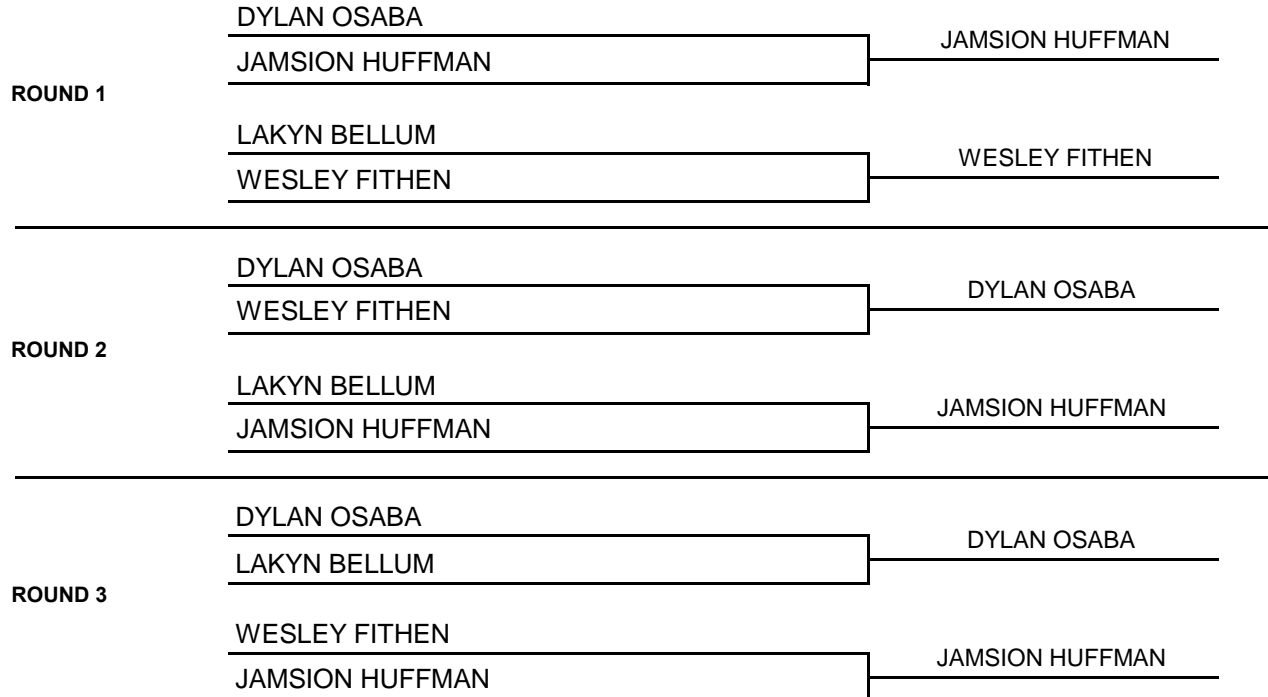 DYLAN OSABA
JAMSION HUFFMAN
JAMSION HUFFMAN
ROUND 1
LAKYN BELLUM
WESLEY FITHEN
WESLEY FITHEN
DYLAN OSABA
DYLAN OSABA
WESLEY FITHEN
ROUND 2
LAKYN BELLUM
JAMSION HUFFMAN
JAMSION HUFFMAN
DYLAN OSABA
DYLAN OSABA
LAKYN BELLUM
ROUND 3
WESLEY FITHEN
JAMSION HUFFMAN
JAMSION HUFFMAN